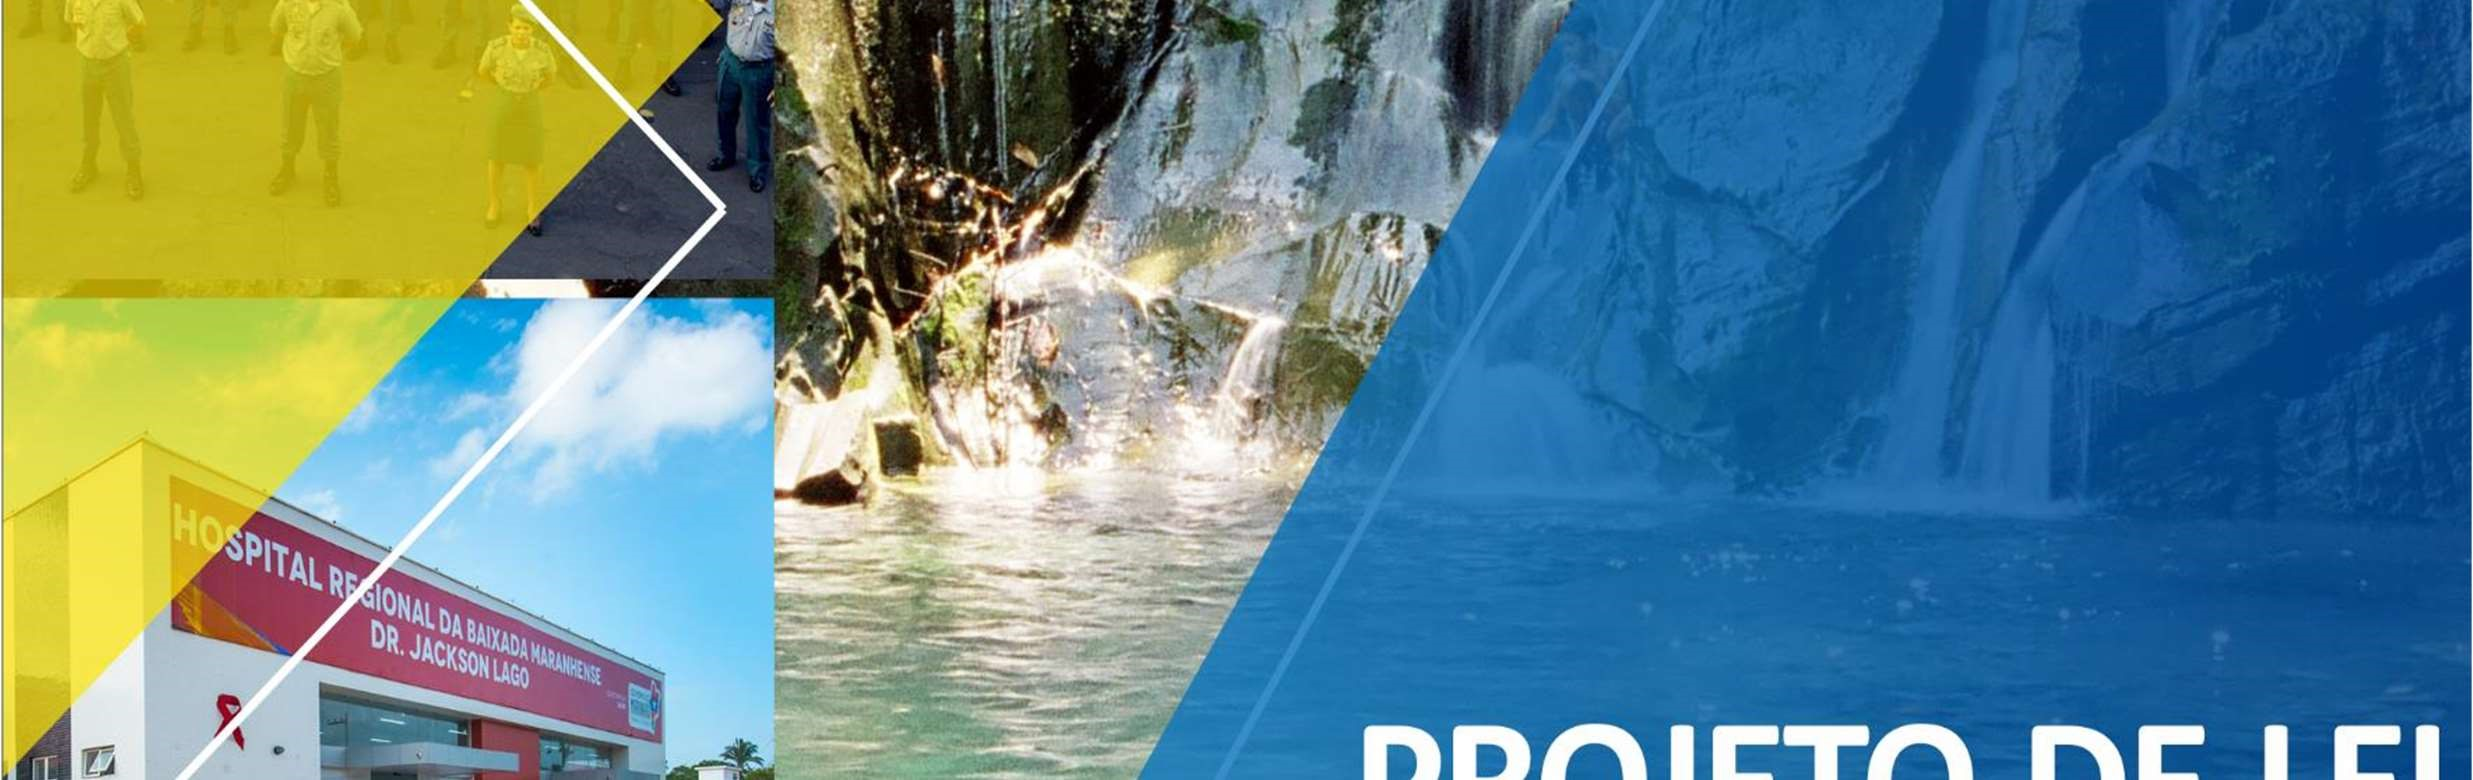 HOSPITAL REGIONAL DA BAIXADA MARANHENSE
DR. JACKSON LAGO
PROJETO DE LEI